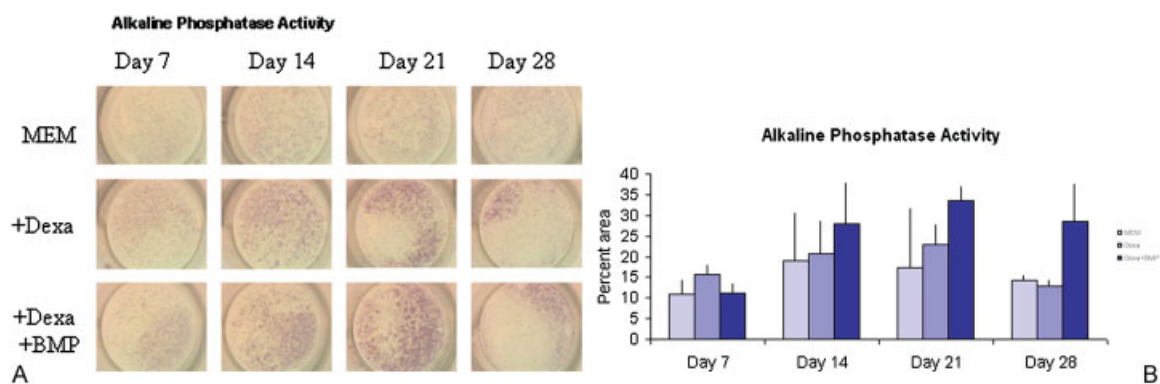 Alkaline Phosphatase Activity
Day 7 Day 14 Day 21 Day 28
MEM
+Dexa
+Dexa
+BMP
A
Alkaline Phosphatase Activity
Percent area
40
35
30
25
20
15
10
5
0
Day 7 Day 14 Day 21 Day 28
MEM
Dexa
Dexa+BMP
B